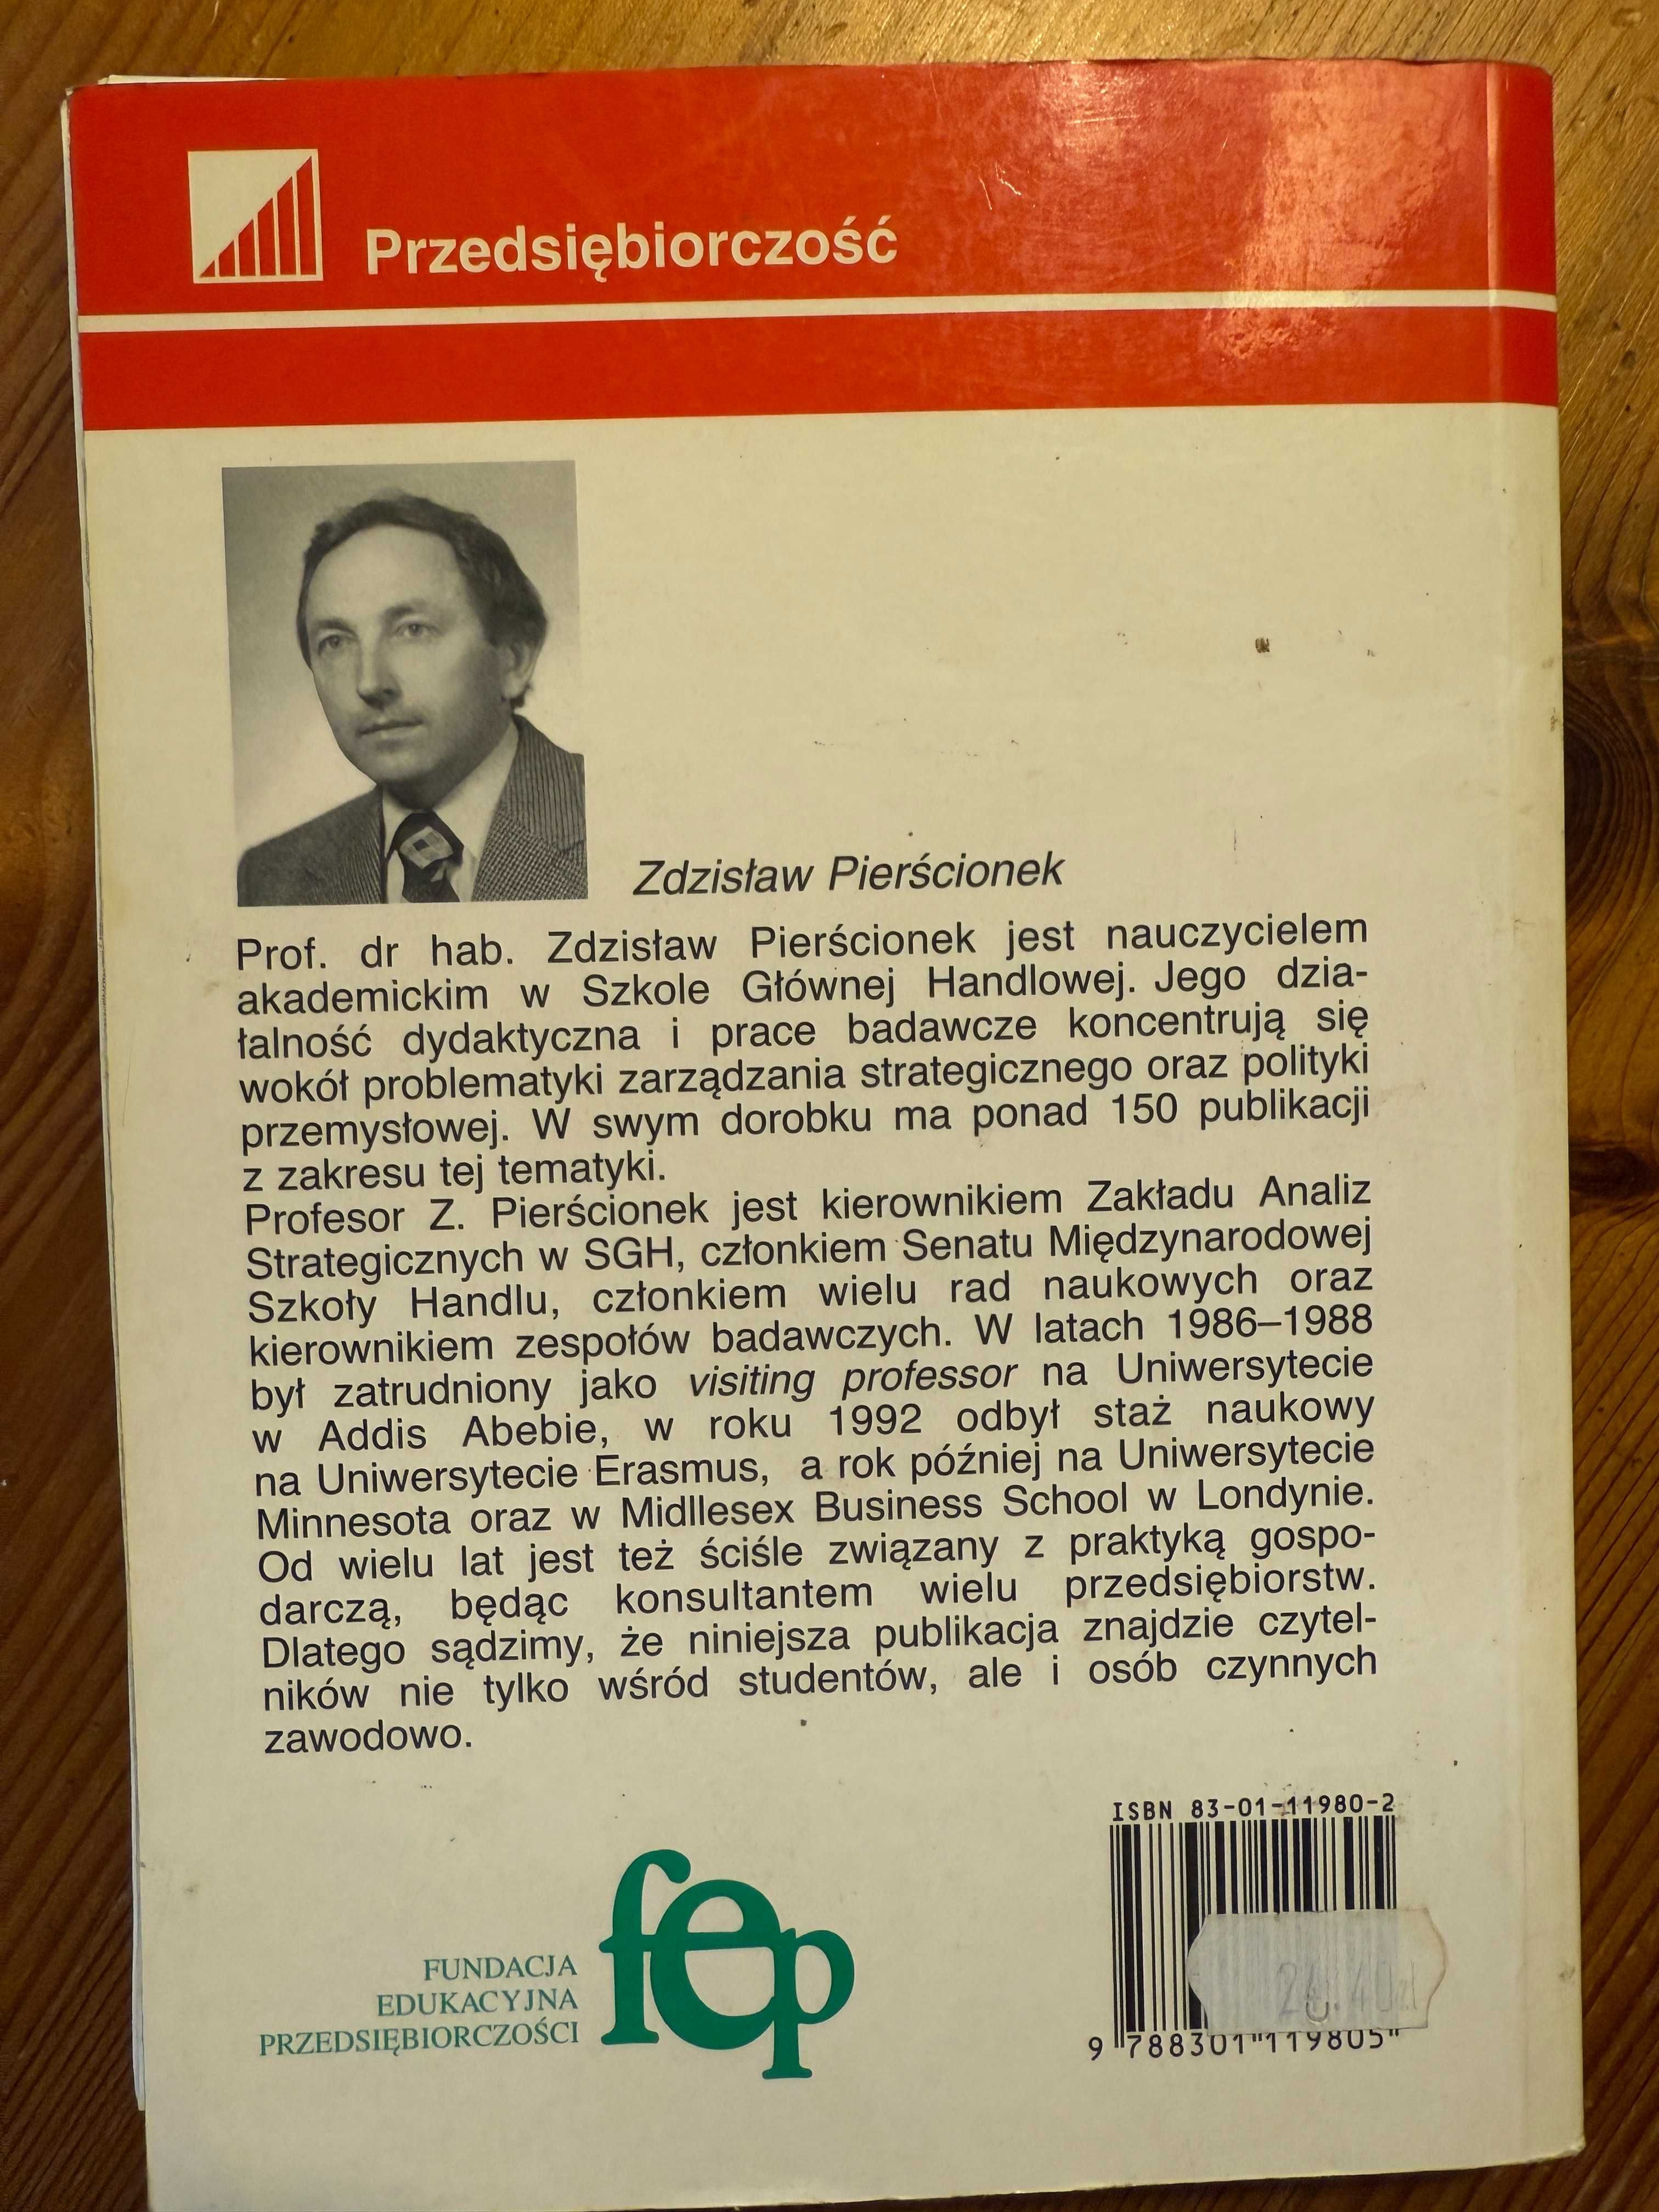 Przedsiębiorczość
Zdzisław Pierścionek
Prof. dr hab. Zdzisław Pierścionek jest nauczycielem
akademickim w Szkole Głównej Handlowej. Jego dzia-
łalność dydaktyczna i prace badawcze koncentrują się
wokół problematyki zarządzania strategicznego oraz polityki
przemysłowej. W swym dorobku ma ponad 150 publikacji
z zakresu tej tematyki.
Profesor Z. Pierścionek jest kierownikiem Zakładu Analiz
Strategicznych w SGH, członkiem Senatu Międzynarodowej
Szkoły Handlu, członkiem wielu rad naukowych oraz
kierownikiem zespołów badawczych. W latach 1986–1988
był zatrudniony jako visiting professor na Uniwersytecie
w Addis Abebie, w roku 1992 odbył staż naukowy
na Uniwersytecie Erasmus, a rok później na Uniwersytecie
Minnesota oraz w Midllesex Business School w Londynie.
Od wielu lat jest też ściśle związany z praktyką gospo-
darczą, będąc konsultantem wielu przedsiębiorstw.
Dlatego sądzimy, że niniejsza publikacja znajdzie czytel-
ników nie tylko wśród studentów, ale i osób czynnych
zawodowo.
FUNDACJA
EDUKACYJNA
PRZEDSIĘBIORCZOŚCI
fep
ISBN 83-01-11980-2
9 788301 119805